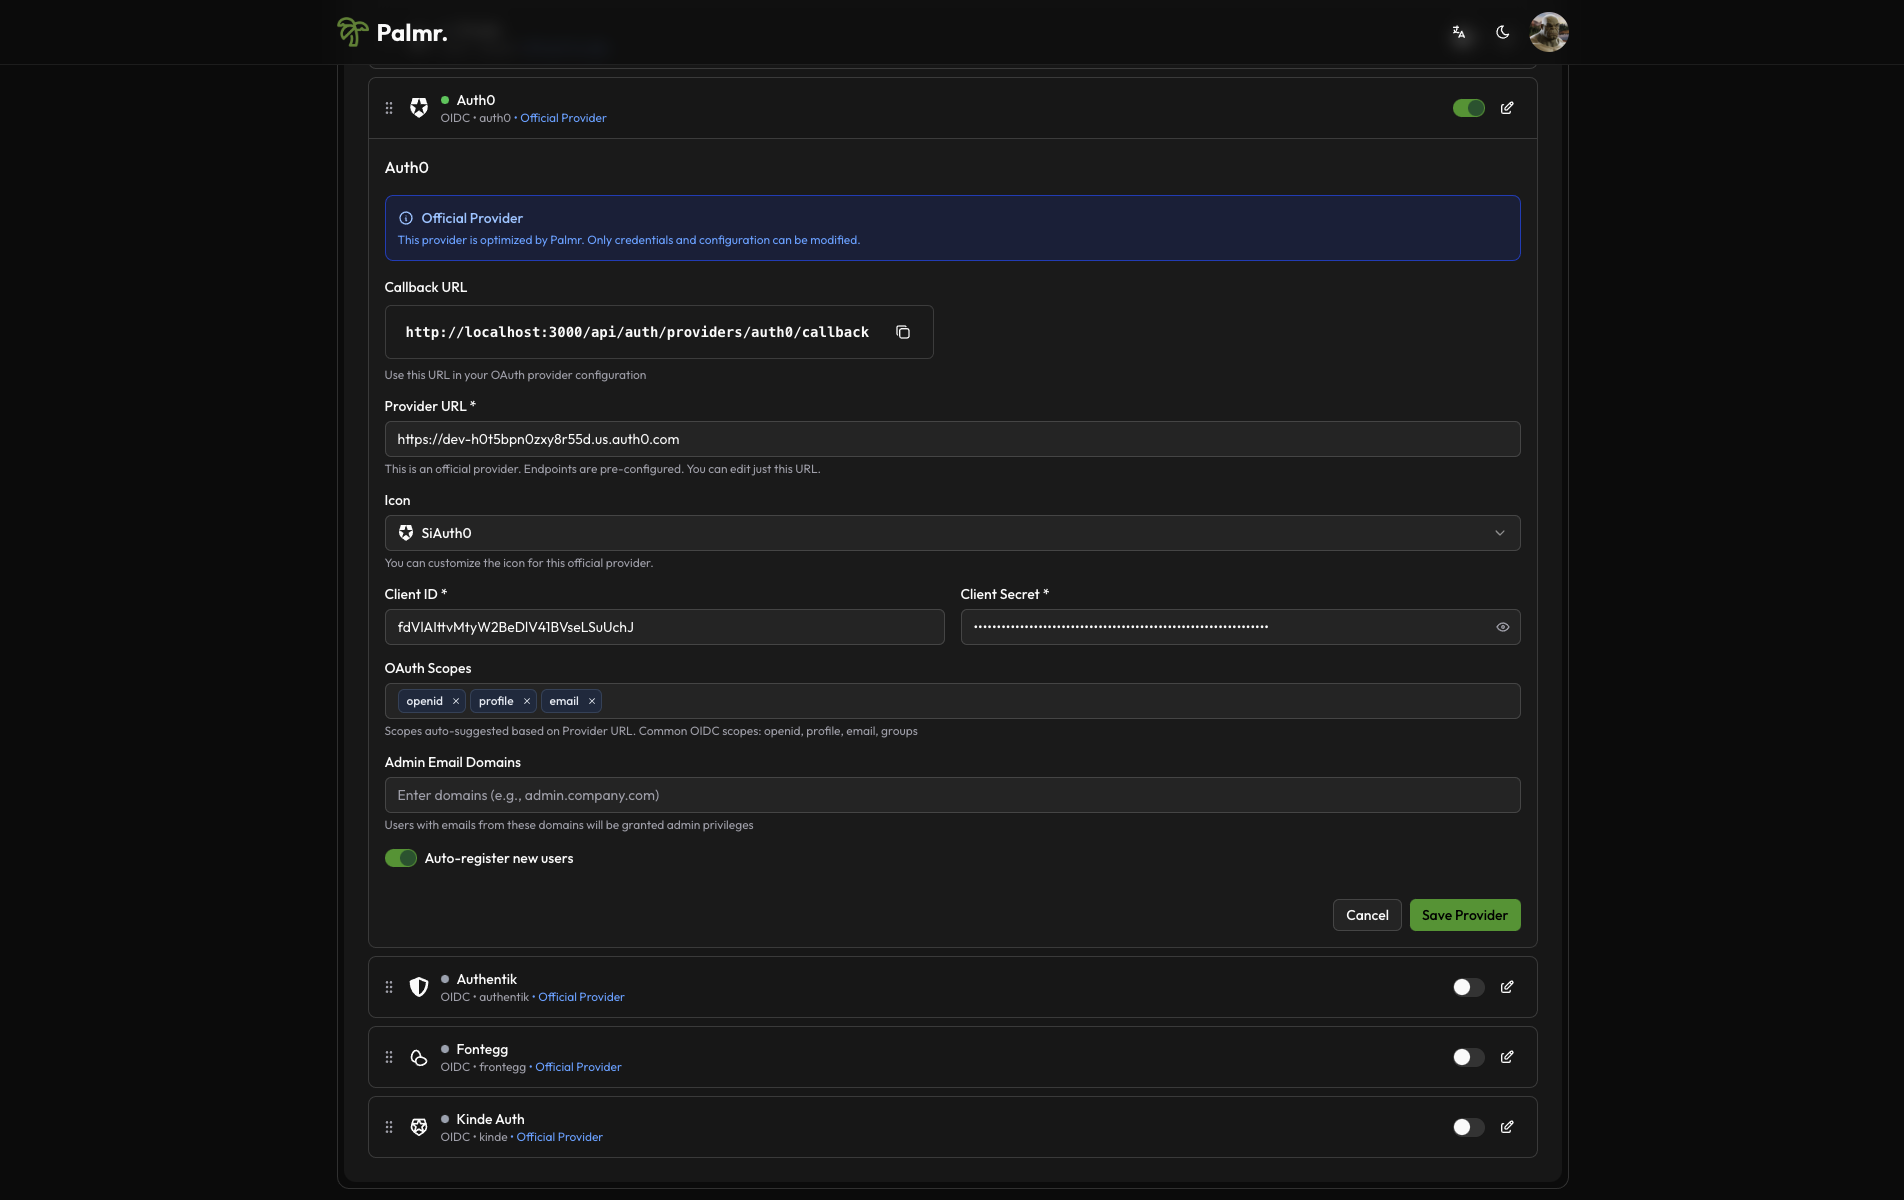 Palmr.
Auth0
OIDC • auth0 • Official Provider
Auth0
Official Provider
This provider is optimized by Palmr. Only credentials and configuration can be modified.
Callback URL
http://localhost:3000/api/auth/providers/auth0/callback
Use this URL in your OAuth provider configuration
Provider URL *
https://dev-h0t5bpn0zxy8r55d.us.auth0.com
This is an official provider. Endpoints are pre-configured. You can edit just this URL.
Icon
SiAuth0
You can customize the icon for this official provider.
Client ID * Client Secret *
fdVIAIttvMtyW2BeDIV41BVseLSuUchJ
OAuth Scopes
openid × profile × email ×
Scopes auto-suggested based on Provider URL. Common OIDC scopes: openid, profile, email, groups
Admin Email Domains
Enter domains (e.g., admin.company.com)
Users with emails from these domains will be granted admin privileges
Auto-register new users
Cancel Save Provider
Authentik
OIDC • authentik • Official Provider
Fontegg
OIDC • frontegg • Official Provider
Kinde Auth
OIDC • kinde • Official Provider